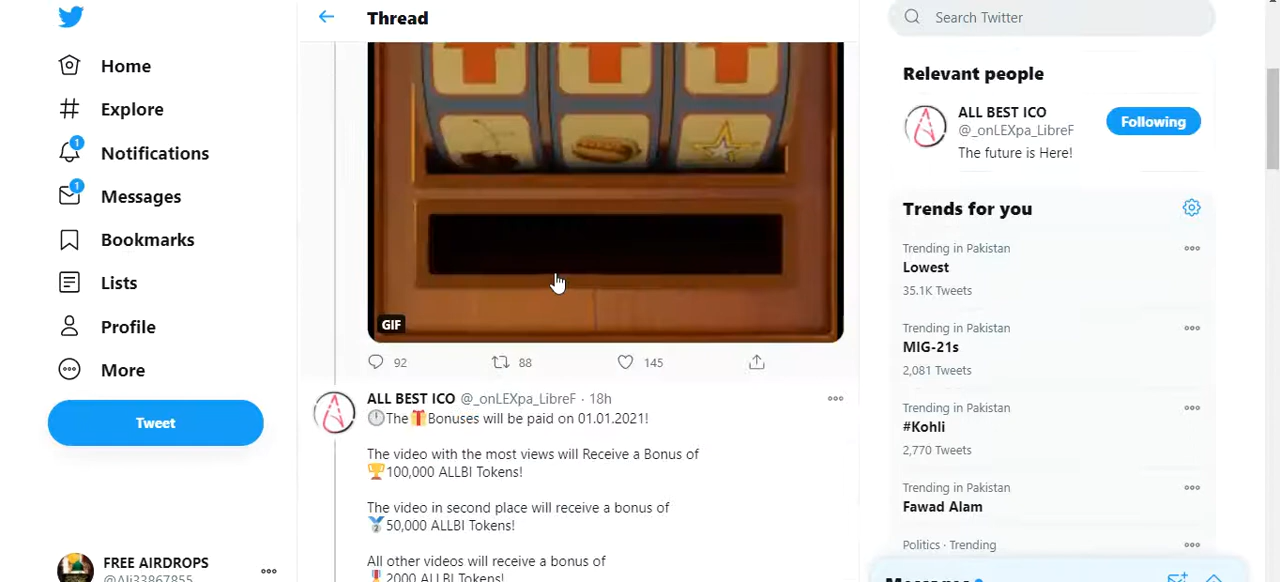 Home
Explore
1
Notifications
1
Messages
Bookmarks
Lists
Profile
More
Tweet
FREE AIRDROPS
@Ali33867855
Thread
GIF
92 88 145
ALL BEST ICO @_onLEXpa_LibreF · 18h
The Bonuses will be paid on 01.01.2021!
The video with the most views will Receive a Bonus of
100,000 ALLBI Tokens!
The video in second place will receive a bonus of
50,000 ALLBI Tokens!
All other videos will receive a bonus of
2000 ALLBI Tokens!
Search Twitter
Relevant people
ALL BEST ICO
@_onLEXpa_LibreF
Following
The future is Here!
Trends for you
Trending in Pakistan
Lowest
35.1K Tweets
Trending in Pakistan
MIG-21s
2,081 Tweets
Trending in Pakistan
#Kohli
2,770 Tweets
Trending in Pakistan
Fawad Alam
Politics · Trending
Messages